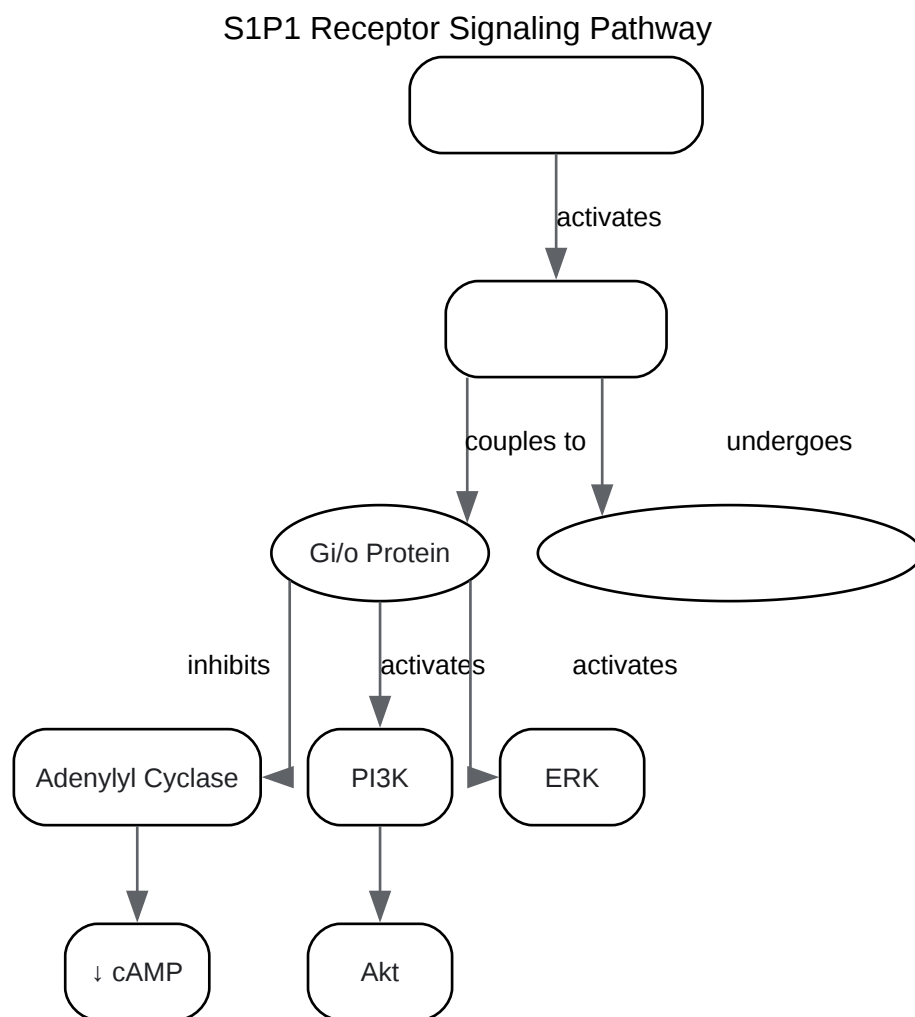 S1P1 Receptor Signaling Pathway
activates
couples to
undergoes
Gi/o Protein
inhibits
activates
activates
Adenylyl Cyclase
PI3K
ERK
↓ cAMP
Akt